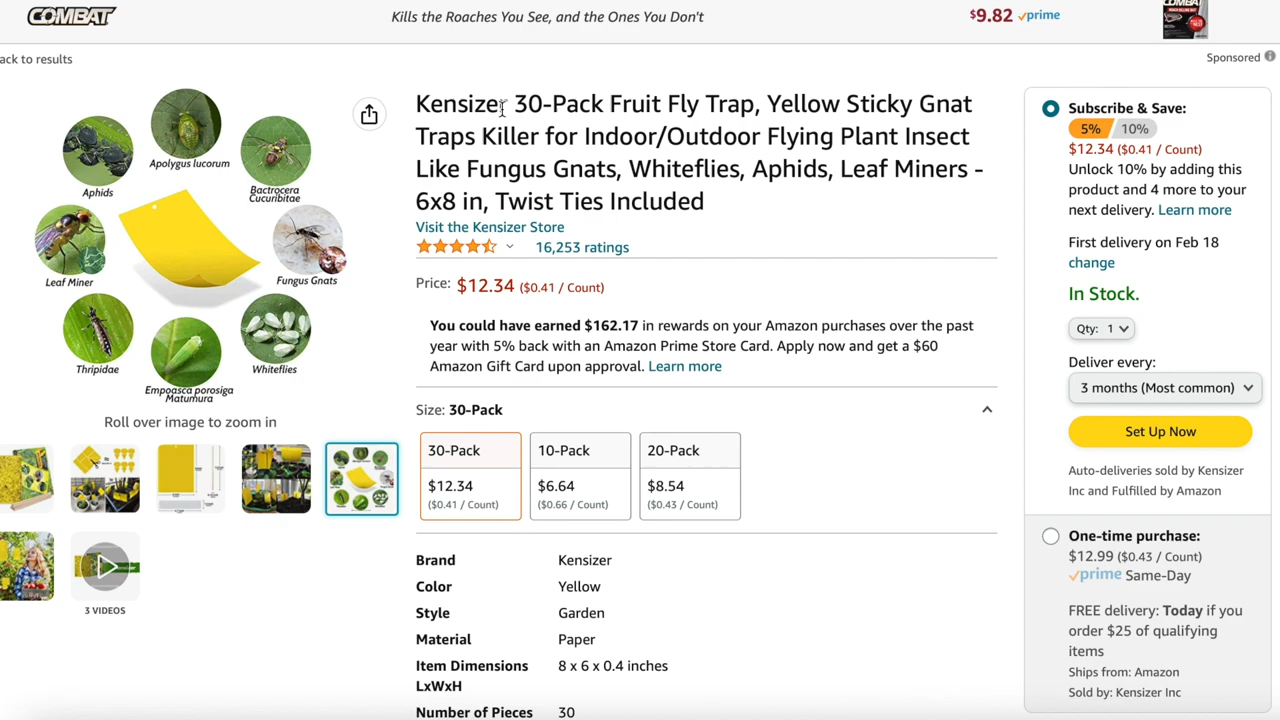 COMBAT
Kills the Roaches You See, and the Ones You Don't
$9.82 prime
COMBAT
ack to results
Sponsored
Aphids
Apolygus lucorum
Bactrocera
Cucuribitae
Leaf Miner
Fungus Gnats
Thripidae
Empoasca porosiga
Matumura
Whiteflies
Roll over image to zoom in
3 VIDEOS
Kensizer 30-Pack Fruit Fly Trap, Yellow Sticky Gnat
Traps Killer for Indoor/Outdoor Flying Plant Insect
Like Fungus Gnats, Whiteflies, Aphids, Leaf Miners -
6x8 in, Twist Ties Included
Visit the Kensizer Store
16,253 ratings
Price: $12.34 ($0.41 / Count)
You could have earned $162.17 in rewards on your Amazon purchases over the past
year with 5% back with an Amazon Prime Store Card. Apply now and get a $60
Amazon Gift Card upon approval. Learn more
Size: 30-Pack
30-Pack
$12.34
($0.41 / Count)
10-Pack
$6.64
($0.66 / Count)
20-Pack
$8.54
($0.43 / Count)
Brand Kensizer
Color Yellow
Style Garden
Material Paper
Item Dimensions 8 x 6 x 0.4 inches
LxWxH
Number of Pieces 30
Subscribe & Save:
5% 10%
$12.34 ($0.41 / Count)
Unlock 10% by adding this
product and 4 more to your
next delivery. Learn more
First delivery on Feb 18
change
In Stock.
Qty: 1
Deliver every:
3 months (Most common)
Set Up Now
Auto-deliveries sold by Kensizer
Inc and Fulfilled by Amazon
One-time purchase:
$12.99 ($0.43 / Count)
prime Same-Day
FREE delivery: Today if you
order $25 of qualifying
items
Ships from: Amazon
Sold by: Kensizer Inc